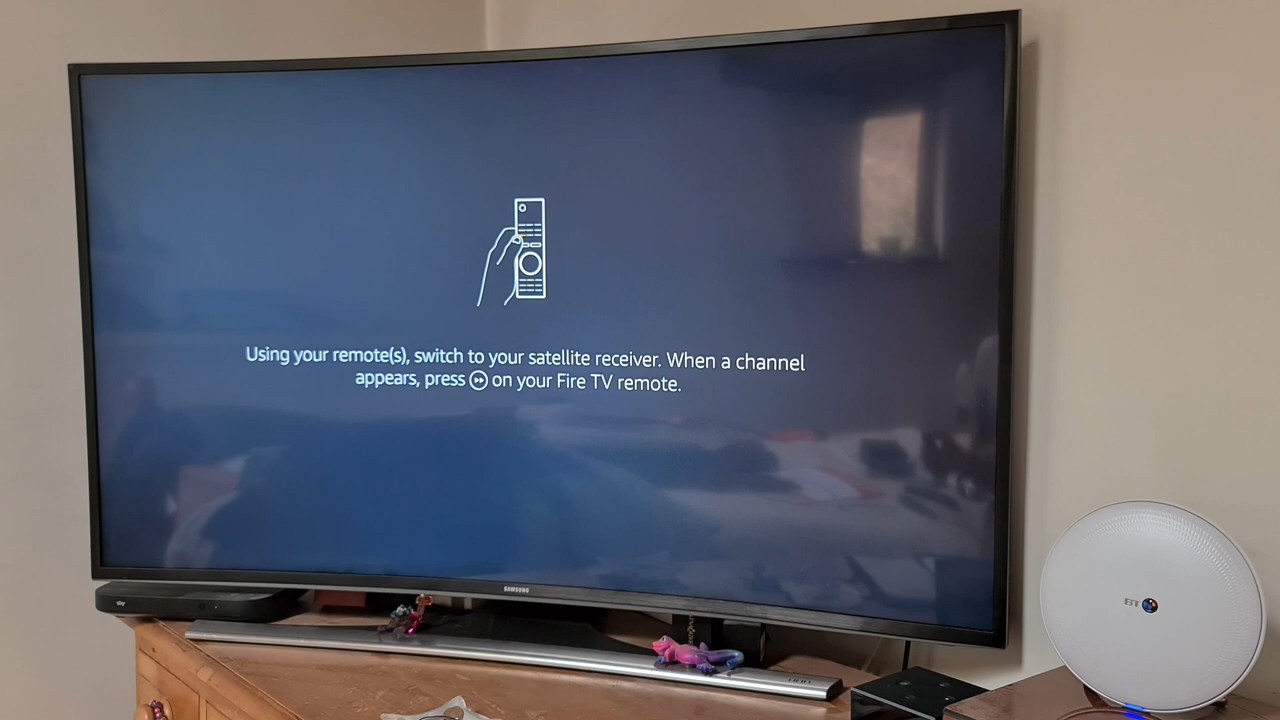 Using your remote(s), switch to your satellite receiver. When a channel
appears, press on your Fire TV remote.
SAMSUNG
sky
BT